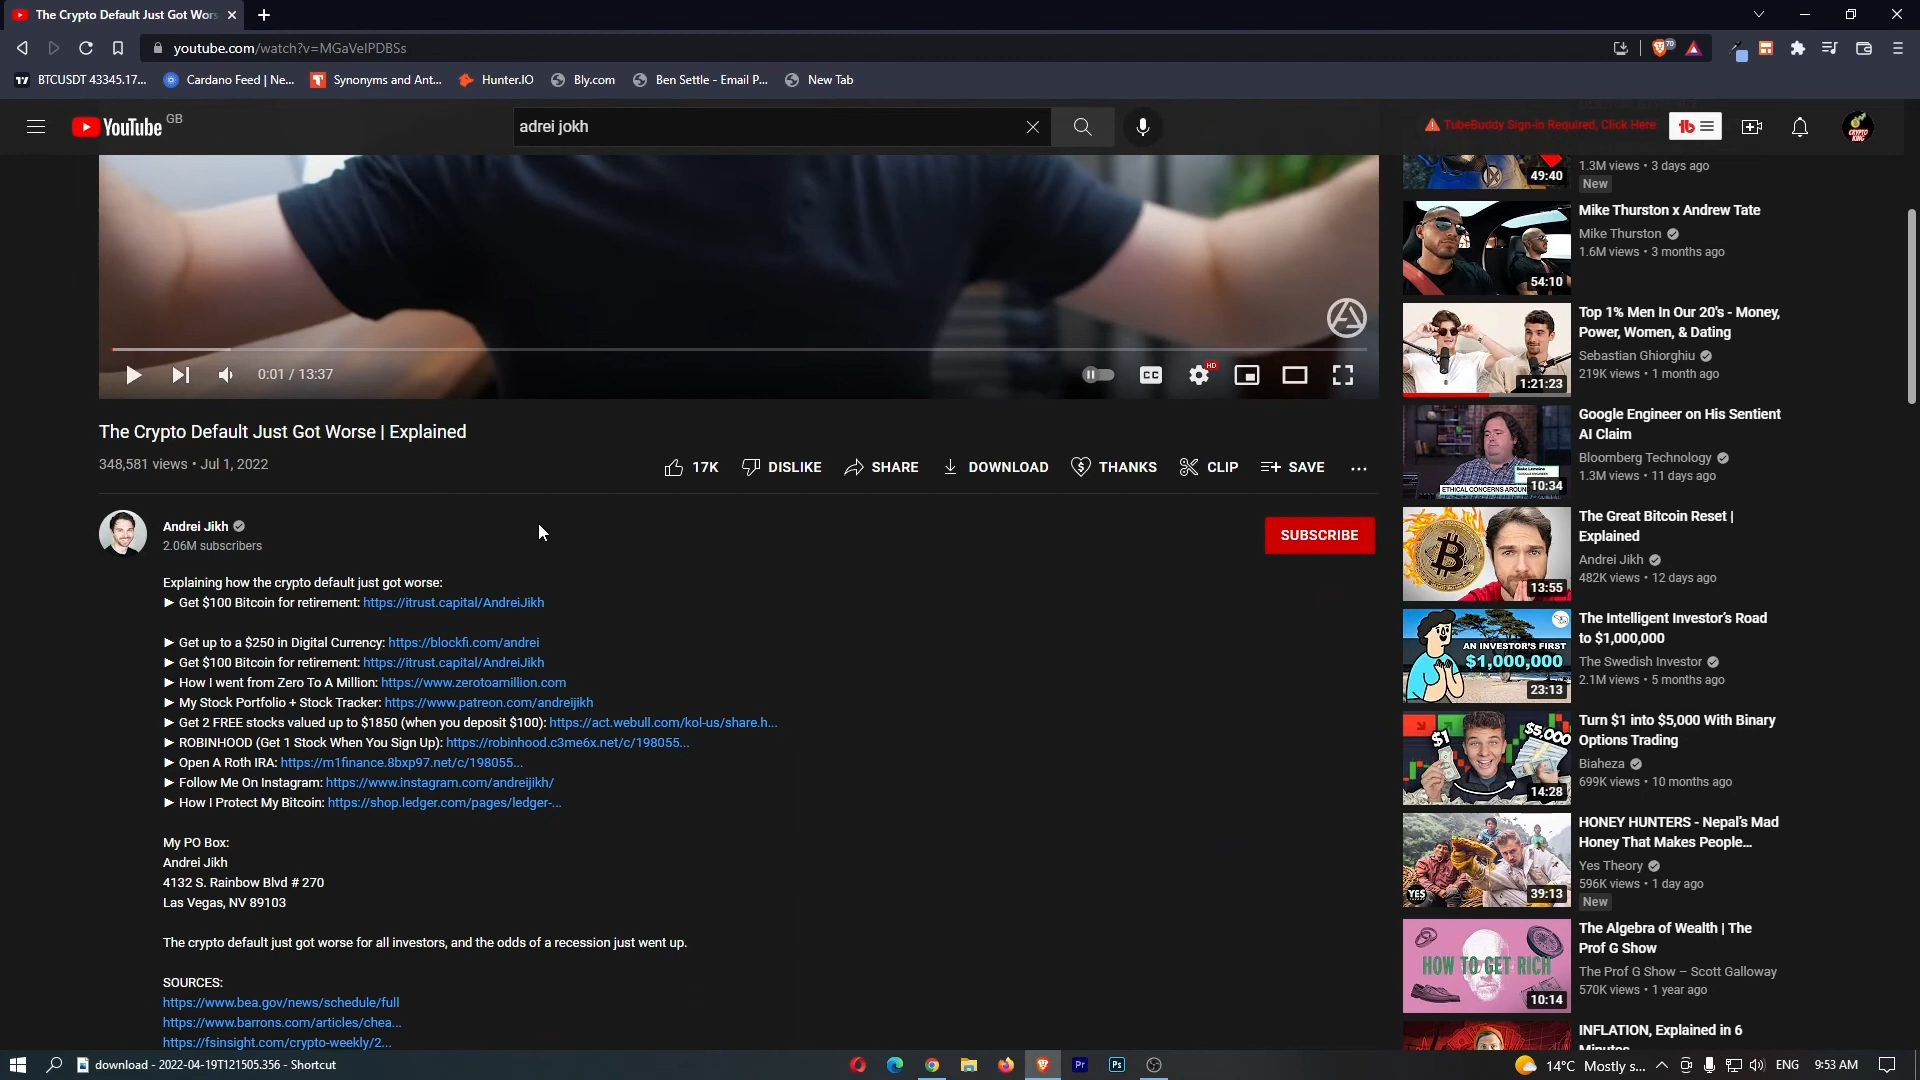 The Crypto Default Just Got Wors
youtube.com/watch?v=MGaVeIPDBSs
70
BTCUSDT 43345.17...
Cardano Feed | Ne...
Synonyms and Ant...
Hunter.IO
Bly.com
Ben Settle - Email P...
New Tab
YouTube GB
adrei jokh
TubeBuddy Sign-in Required, Click Here
49:40
1.3M views • 3 days ago
New
Mike Thurston x Andrew Tate
Mike Thurston
1.6M views • 3 months ago
54:10
Top 1% Men In Our 20's - Money,
Power, Women, & Dating
Sebastian Ghiorghiu
219K views • 1 month ago
1:21:23
0:01 / 13:37
CC
HD
The Crypto Default Just Got Worse | Explained
348,581 views • Jul 1, 2022
17K
DISLIKE
SHARE
DOWNLOAD
THANKS
CLIP
SAVE
Andrei Jikh
2.06M subscribers
SUBSCRIBE
Explaining how the crypto default just got worse:
► Get $100 Bitcoin for retirement: https://itrust.capital/AndreiJikh
► Get up to a $250 in Digital Currency: https://blockfi.com/andrei
► Get $100 Bitcoin for retirement: https://itrust.capital/AndreiJikh
► How I went from Zero To A Million: https://www.zerotoamillion.com
► My Stock Portfolio + Stock Tracker: https://www.patreon.com/andreijikh
► Get 2 FREE stocks valued up to $1850 (when you deposit $100): https://act.webull.com/kol-us/share.h...
► ROBINHOOD (Get 1 Stock When You Sign Up): https://robinhood.c3me6x.net/c/198055...
► Open A Roth IRA: https://m1finance.8bxp97.net/c/198055...
► Follow Me On Instagram: https://www.instagram.com/andreijikh/
► How I Protect My Bitcoin: https://shop.ledger.com/pages/ledger-...
My PO Box:
Andrei Jikh
4132 S. Rainbow Blvd # 270
Las Vegas, NV 89103
The crypto default just got worse for all investors, and the odds of a recession just went up.
SOURCES:
https://www.bea.gov/news/schedule/full
https://www.barrons.com/articles/chea...
https://fsinsight.com/crypto-weekly/2...
Google Engineer on His Sentient
AI Claim
Bloomberg Technology
1.3M views • 11 days ago
ETHICAL CONCERNS AROUN
10:34
The Great Bitcoin Reset |
Explained
Andrei Jikh
482K views • 12 days ago
13:55
The Intelligent Investor's Road
to $1,000,000
The Swedish Investor
2.1M views • 5 months ago
AN INVESTOR'S FIRST
$1,000,000
23:13
Turn $1 into $5,000 With Binary
Options Trading
Biaheza
699K views • 10 months ago
$1
$5,000
14:28
HONEY HUNTERS - Nepal's Mad
Honey That Makes People...
Yes Theory
596K views • 1 day ago
New
YES
39:13
The Algebra of Wealth | The
Prof G Show
The Prof G Show – Scott Galloway
570K views • 1 year ago
HOW TO GET RICH
10:14
INFLATION, Explained in 6
Minutes
download - 2022-04-19T121505.356 - Shortcut
Pr
Ps
14°C Mostly s...
ENG
9:53 AM